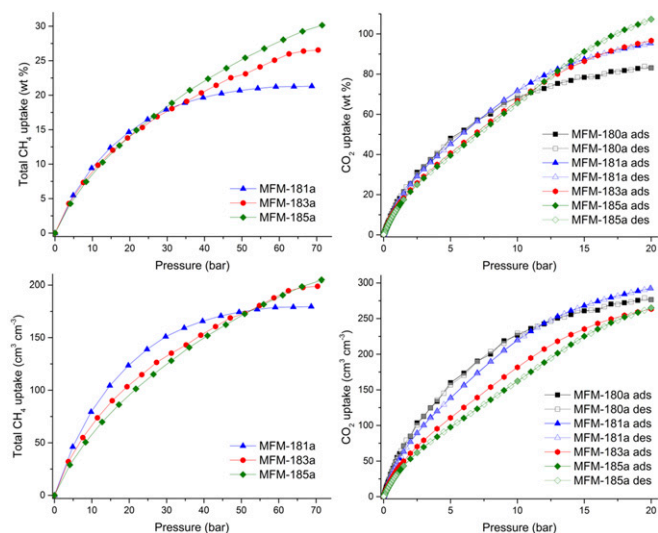 30
25
20
15
10
5
0
Total CH₄ uptake (wt %)
0 10 20 30 40 50 60 70
Pressure (bar)
MFM-181a
MFM-183a
MFM-185a
100
80
60
40
20
0
CO₂ uptake (wt %)
0 5 10 15 20
Pressure (bar)
MFM-180a ads
MFM-180a des
MFM-181a ads
MFM-181a des
MFM-183a ads
MFM-185a ads
MFM-185a des
200
150
100
50
0
Total CH₄ uptake (cm³ cm⁻³)
0 10 20 30 40 50 60 70
Pressure (bar)
MFM-181a
MFM-183a
MFM-185a
300
250
200
150
100
50
0
CO₂ uptake (cm³ cm⁻³)
0 5 10 15 20
Pressure (bar)
MFM-180a ads
MFM-180a des
MFM-181a ads
MFM-181a des
MFM-183a ads
MFM-185a ads
MFM-185a des